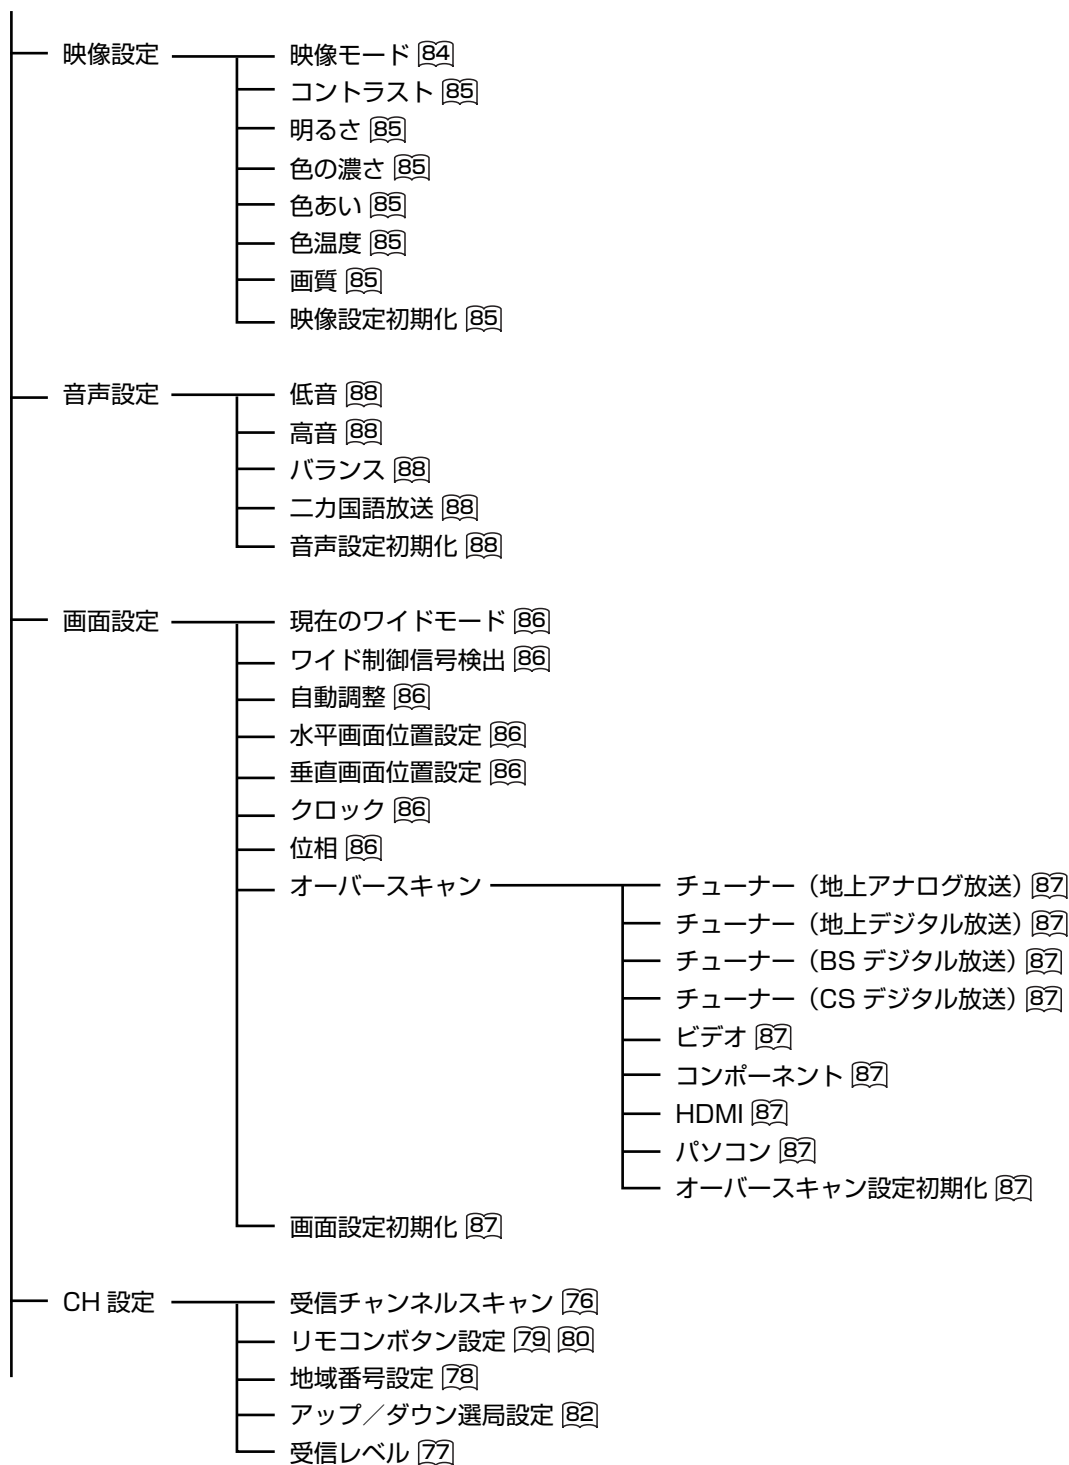 映像設定 映像モード 84
コントラスト 85
明るさ 85
色の濃さ 85
色あい 85
色温度 85
画質 85
映像設定初期化 85
音声設定 低音 88
高音 88
バランス 88
二カ国語放送 88
音声設定初期化 88
画面設定 現在のワイドモード 86
ワイド制御信号検出 86
自動調整 86
水平画面位置設定 86
垂直画面位置設定 86
クロック 86
位相 86
オーバースキャン チューナー（地上アナログ放送）87
チューナー（地上デジタル放送）87
チューナー（BS デジタル放送）87
チューナー（CS デジタル放送）87
ビデオ 87
コンポーネント 87
HDMI 87
パソコン 87
オーバースキャン設定初期化 87
画面設定初期化 87
CH 設定 受信チャンネルスキャン 76
リモコンボタン設定 79 80
地域番号設定 78
アップ／ダウン選局設定 82
受信レベル 77